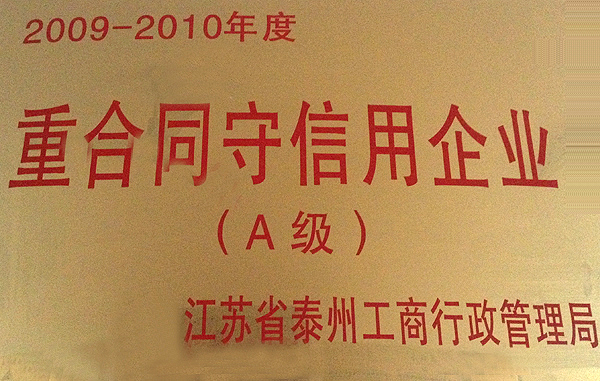 2009-2010年度
重合同守信用企业
（A级）
江苏省泰州工商行政管理局